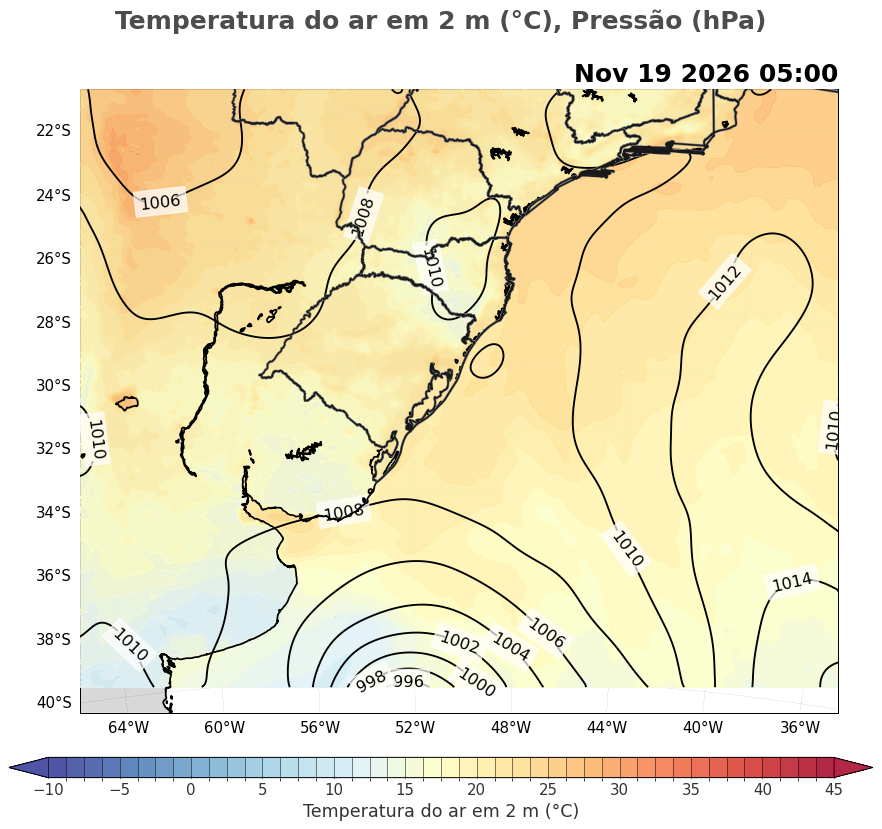 Temperatura do ar em 2 m (°C), Pressão (hPa)
Nov 19 2026 05:00
22°S
24°S
26°S
28°S
30°S
32°S
34°S
36°S
38°S
40°S
1006
1008
1010
1012
1010
1010
1008
1010
1014
1010
1006
1004
1002
1000
998
996
64°W
60°W
56°W
52°W
48°W
44°W
40°W
36°W
−10
−5
0
5
10
15
20
25
30
35
40
45
Temperatura do ar em 2 m (°C)